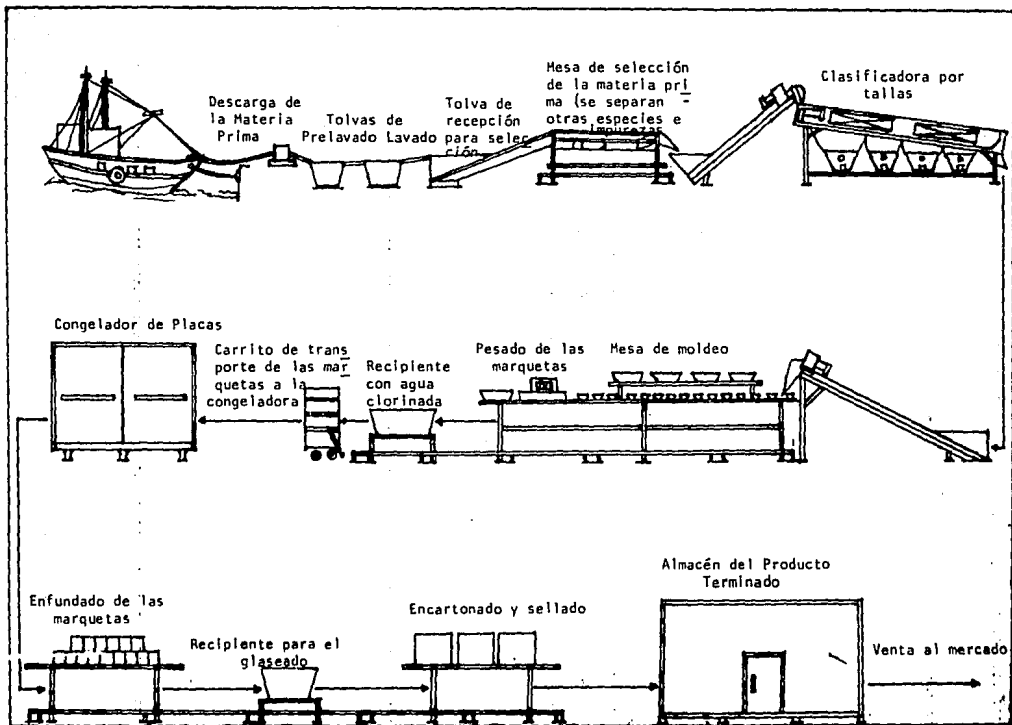 Descarga de
la Materia
Prima
Tolvas de
Prelavado Lavado
Tolva de
recepción
para selec
ción
Mesa de selección
de la materia pri
ma (se separan -
otras especies e
impurezas
Clasificadora por
tallas
Congelador de Placas
Carrito de trans
porte de las mar
quetas a la
congeladora
Recipiente
con agua
clorinada
Pesado de las
marquetas
Mesa de moldeo
Enfundado de las
marquetas
Recipiente para el
glaseado
Encartonado y sellado
Almacén del Producto
Terminado
Venta al mercado